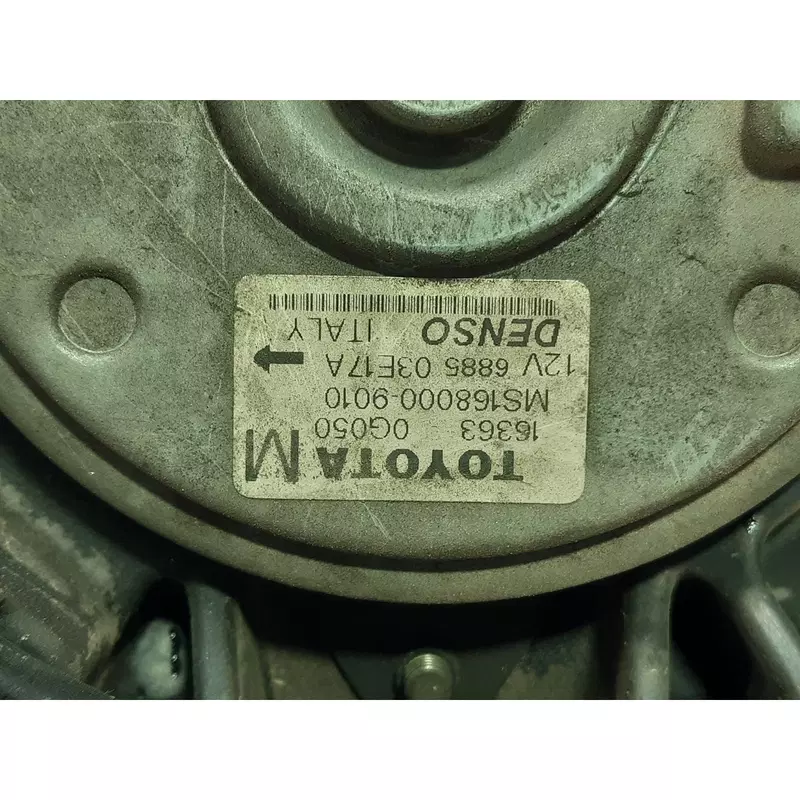 TOYOTA M
16363 0G050
MS168000-9010
12V 6885 03E17A
DENSO ITALY